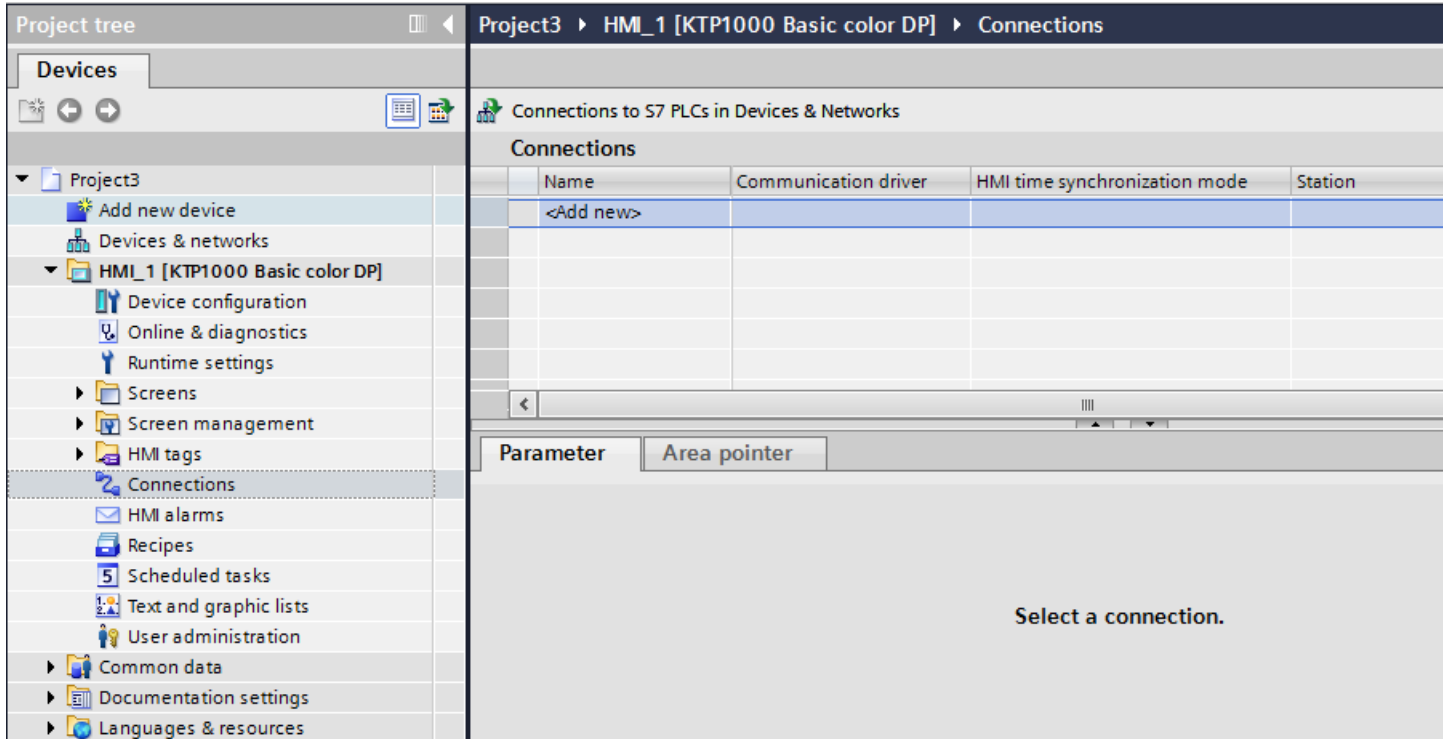 Project tree
Devices
Project3
Add new device
Devices & networks
HMI_1 [KTP1000 Basic color DP]
Device configuration
Online & diagnostics
Runtime settings
Screens
Screen management
HMI tags
Connections
HMI alarms
Recipes
Scheduled tasks
Text and graphic lists
User administration
Common data
Documentation settings
Languages & resources
Project3 HMI_1 [KTP1000 Basic color DP] Connections
Connections to S7 PLCs in Devices & Networks
Connections
Name Communication driver HMI time synchronization mode Station
<Add new>
Parameter Area pointer
Select a connection.